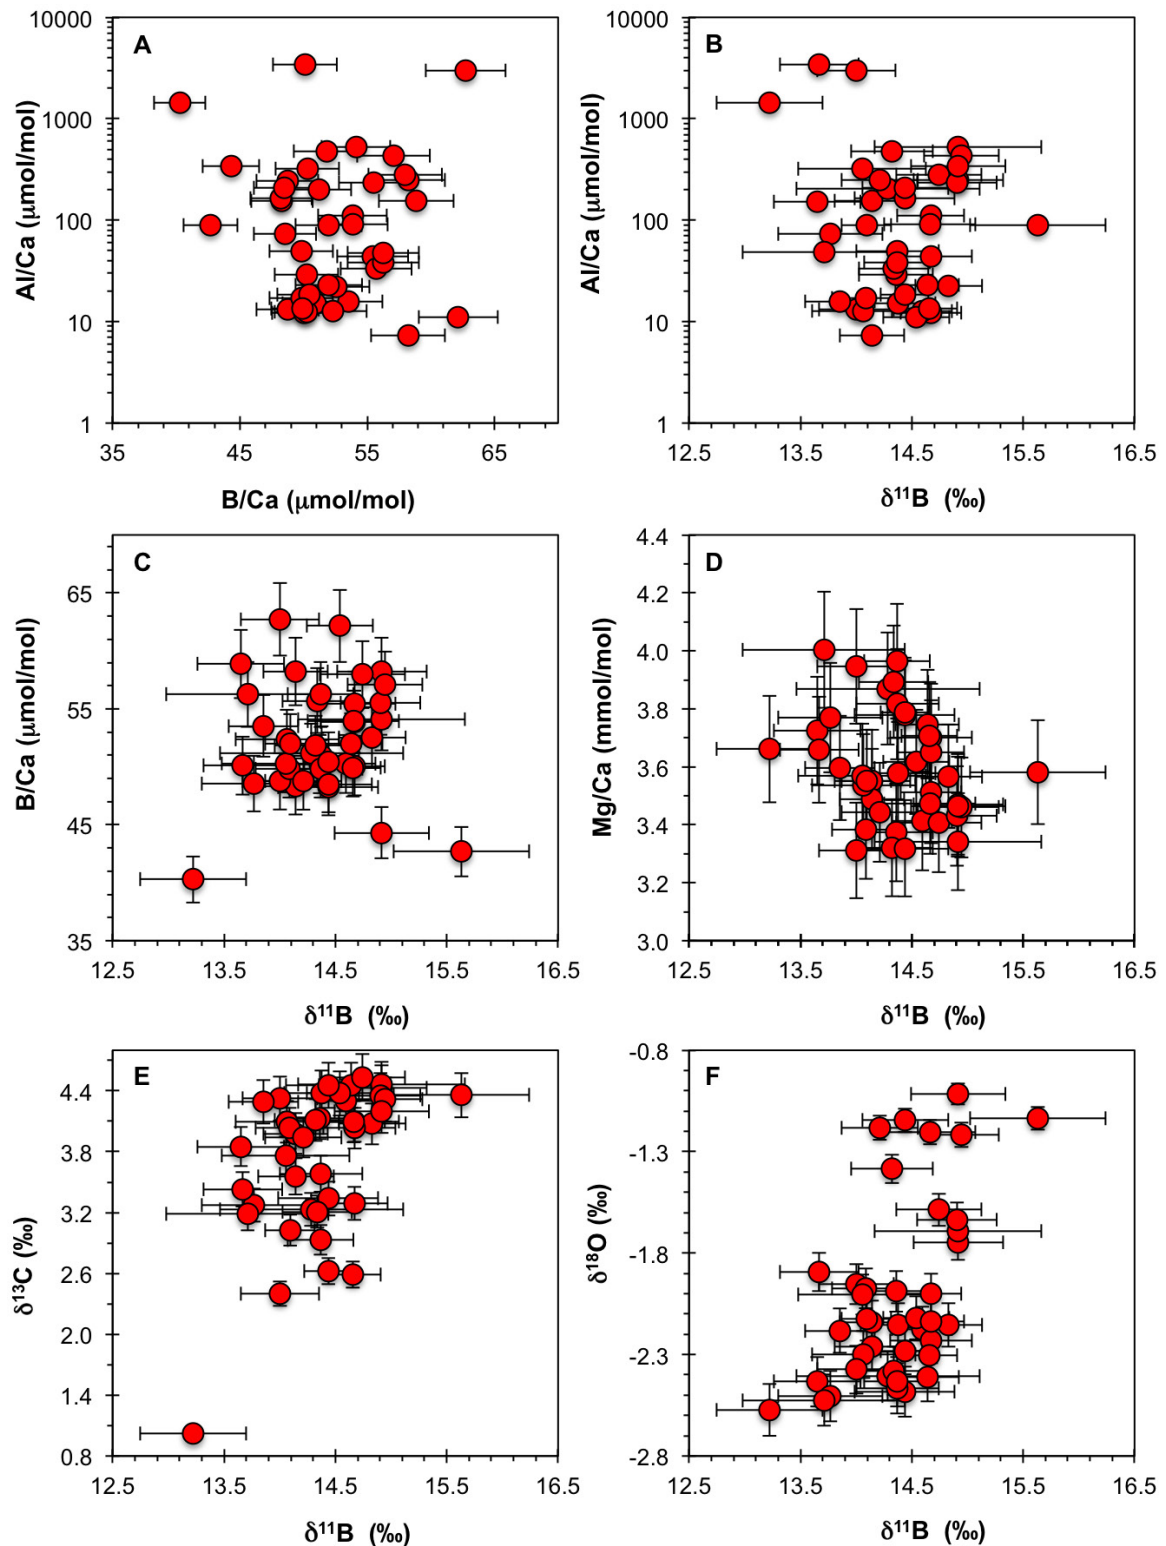 A
10000
1000
100
10
1
Al/Ca (μmol/mol)
35 45 55 65
B/Ca (μmol/mol)
B
10000
1000
100
10
1
Al/Ca (μmol/mol)
12.5 13.5 14.5 15.5 16.5
δ¹¹B (‰)
C
65
55
45
35
B/Ca (μmol/mol)
12.5 13.5 14.5 15.5 16.5
δ¹¹B (‰)
D
4.4
4.2
4.0
3.8
3.6
3.4
3.2
3.0
Mg/Ca (mmol/mol)
12.5 13.5 14.5 15.5 16.5
δ¹¹B (‰)
E
4.4
3.8
3.2
2.6
2.0
1.4
0.8
δ¹³C (‰)
12.5 13.5 14.5 15.5 16.5
δ¹¹B (‰)
F
-0.8
-1.3
-1.8
-2.3
-2.8
δ¹⁸O (‰)
12.5 13.5 14.5 15.5 16.5
δ¹¹B (‰)